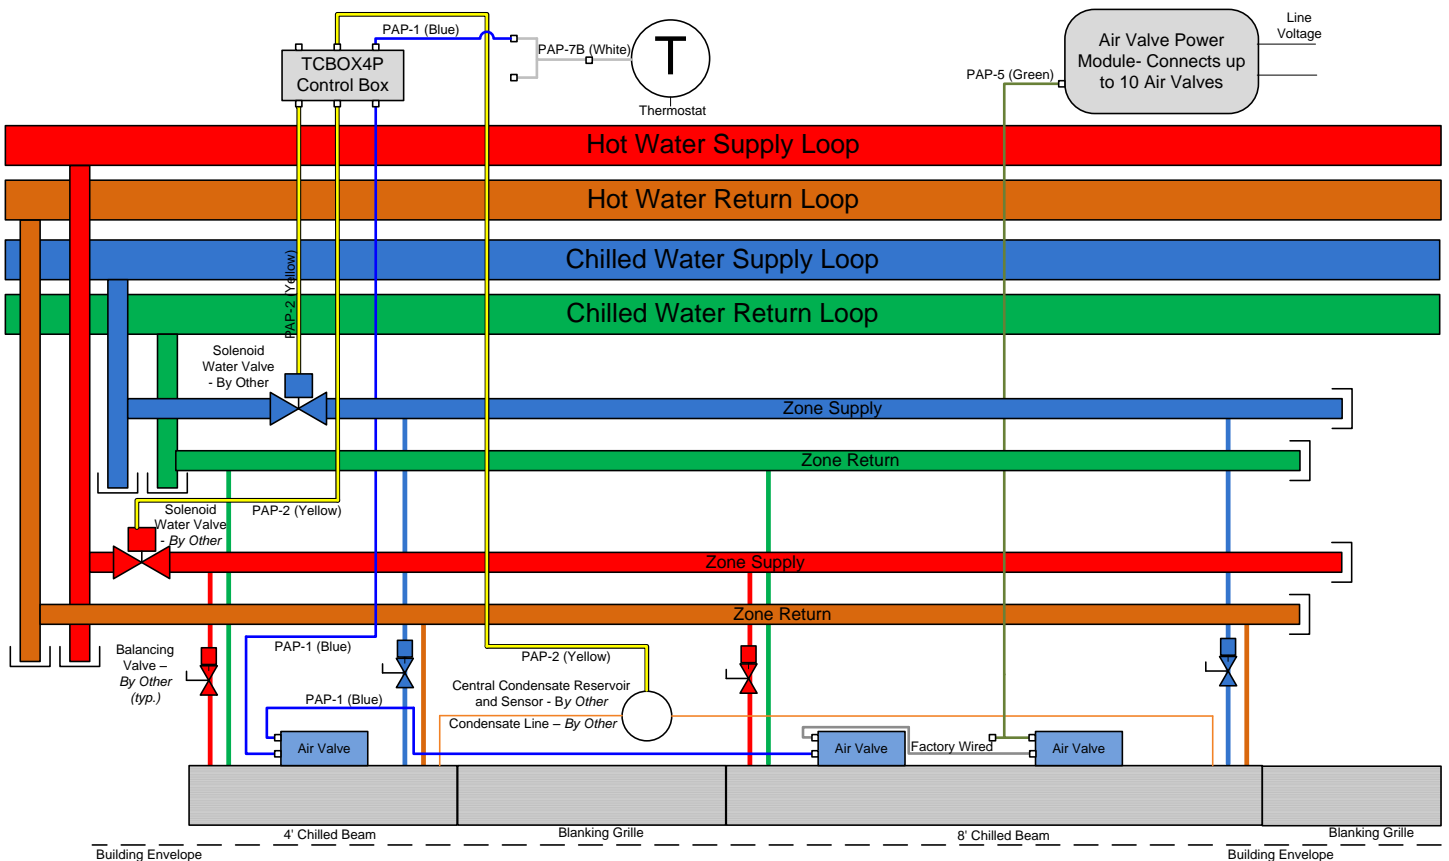 PAP-1 (Blue)
TCBOX4P
Control Box
PAP-7B (White)
T
Thermostat
Air Valve Power
Module- Connects up
to 10 Air Valves
Line
Voltage
PAP-5 (Green)
Hot Water Supply Loop
Hot Water Return Loop
Chilled Water Supply Loop
Chilled Water Return Loop
PAP-2 (Yellow)
Solenoid
Water Valve
- By Other
Zone Supply
Zone Return
PAP-2 (Yellow)
Solenoid
Water Valve
- By Other
Zone Supply
Zone Return
Balancing
Valve –
By Other
(typ.)
PAP-1 (Blue)
PAP-2 (Yellow)
Central Condensate Reservoir
and Sensor - By Other
Condensate Line – By Other
PAP-1 (Blue)
Air Valve
Air Valve
Factory Wired
Air Valve
4' Chilled Beam
Blanking Grille
8' Chilled Beam
Blanking Grille
Building Envelope
Building Envelope